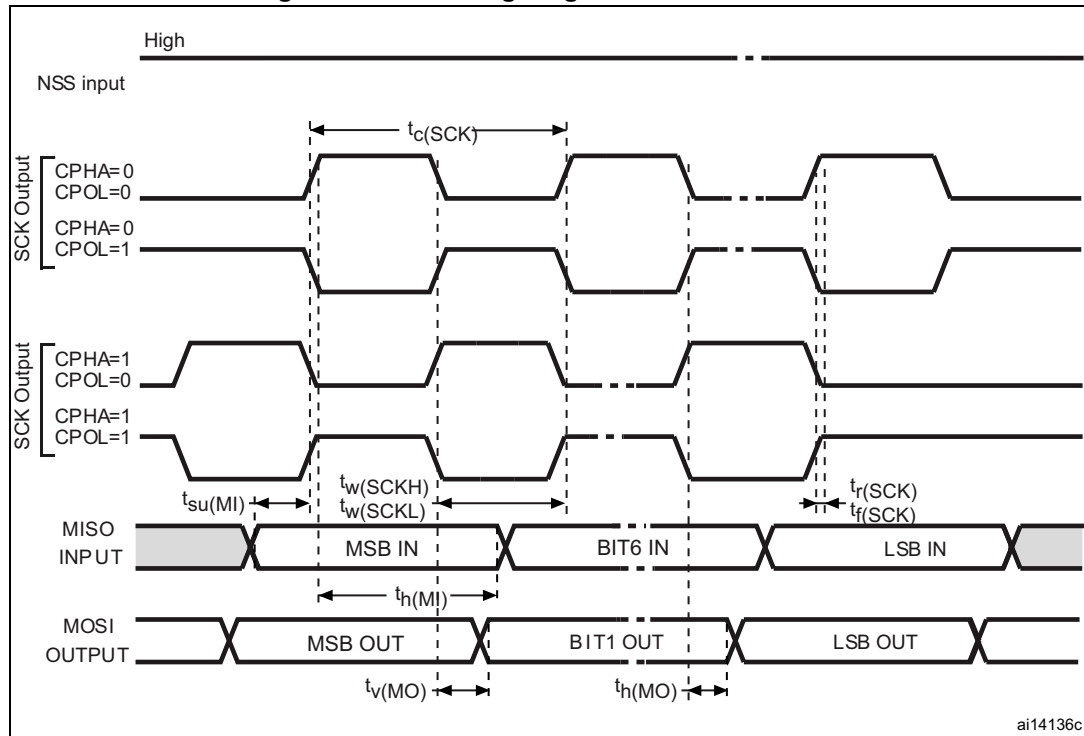 High
NSS input
tc(SCK)
SCK Output
CPHA=0
CPOL=0
CPHA=0
CPOL=1
SCK Output
CPHA=1
CPOL=0
CPHA=1
CPOL=1
tsu(MI)
tw(SCKH)
tw(SCKL)
tr(SCK)
tf(SCK)
MISO
INPUT
MSB IN
BIT6 IN
LSB IN
th(MI)
MOSI
OUTPUT
MSB OUT
BIT1 OUT
LSB OUT
tv(MO)
th(MO)
ai14136c